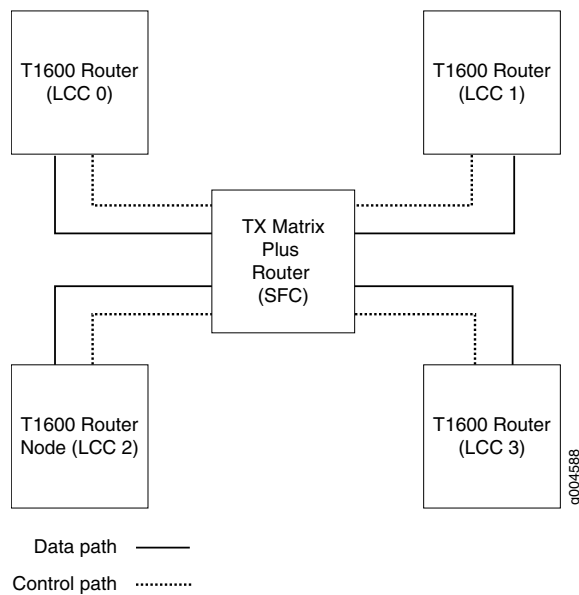 T1600 Router
(LCC 0)
T1600 Router
(LCC 1)
TX Matrix
Plus
Router
(SFC)
T1600 Router
Node (LCC 2)
T1600 Router
(LCC 3)
g004588
Data path
Control path